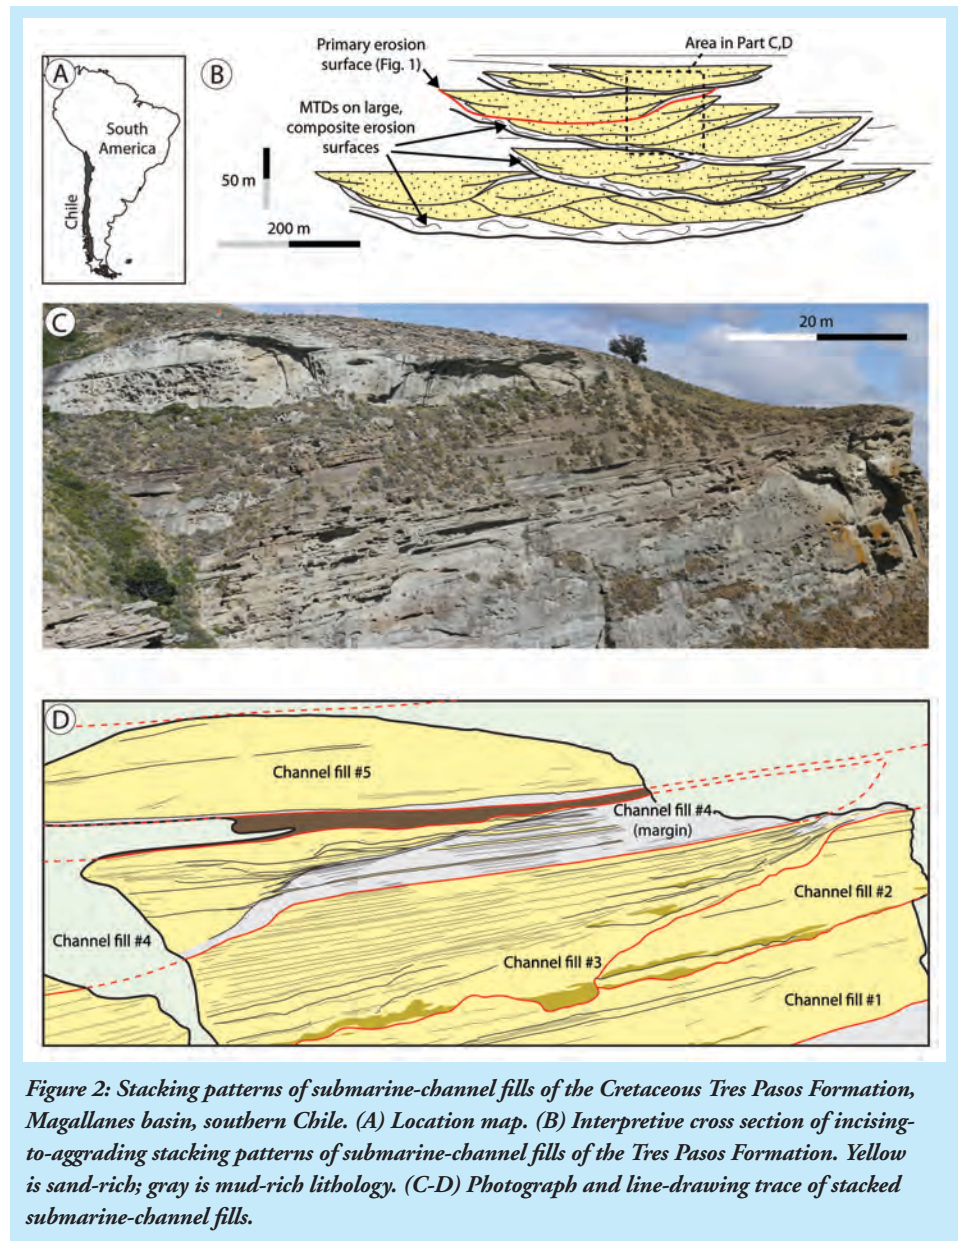 A
South
America
Chile
B
Primary erosion
surface (Fig. 1)
MTDs on large,
composite erosion
surfaces
Area in Part C,D
50 m
200 m
C
20 m
D
Channel fill #5
Channel fill #4
(margin)
Channel fill #2
Channel fill #4
Channel fill #3
Channel fill #1
Figure 2: Stacking patterns of submarine-channel fills of the Cretaceous Tres Pasos Formation,
Magallanes basin, southern Chile. (A) Location map. (B) Interpretive cross section of incising-
to-aggrading stacking patterns of submarine-channel fills of the Tres Pasos Formation. Yellow
is sand-rich; gray is mud-rich lithology. (C-D) Photograph and line-drawing trace of stacked
submarine-channel fills.